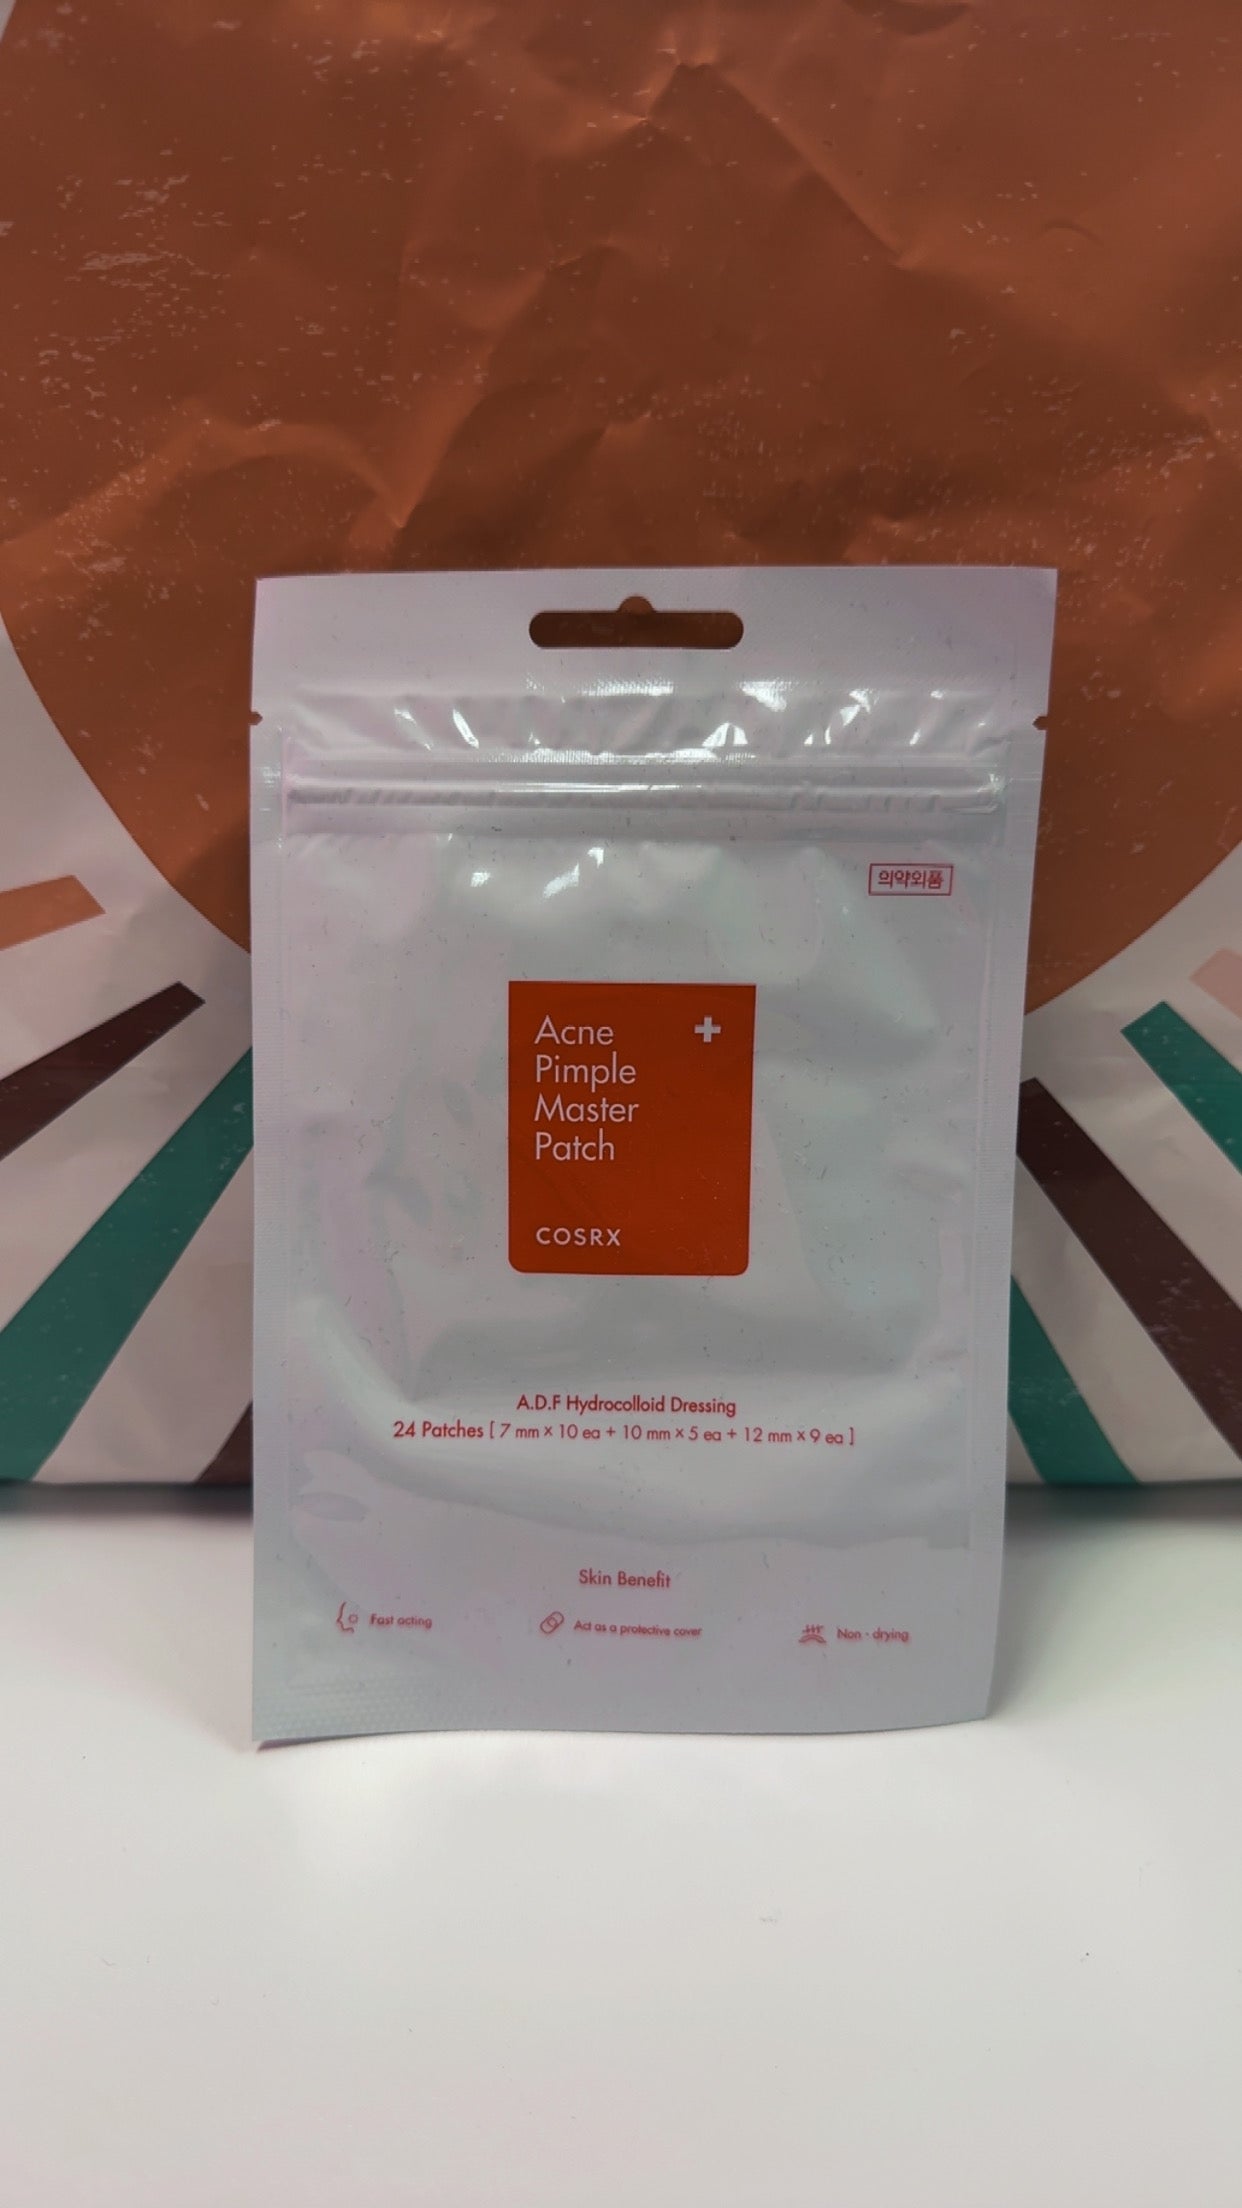 의약외품
Acne +
Pimple
Master
Patch
COSRX
A.D.F Hydrocolloid Dressing
24 Patches [ 7 mm × 10 ea + 10 mm × 5 ea + 12 mm × 9 ea ]
Skin Benefit
Fast acting Act as a protective cover Non - drying